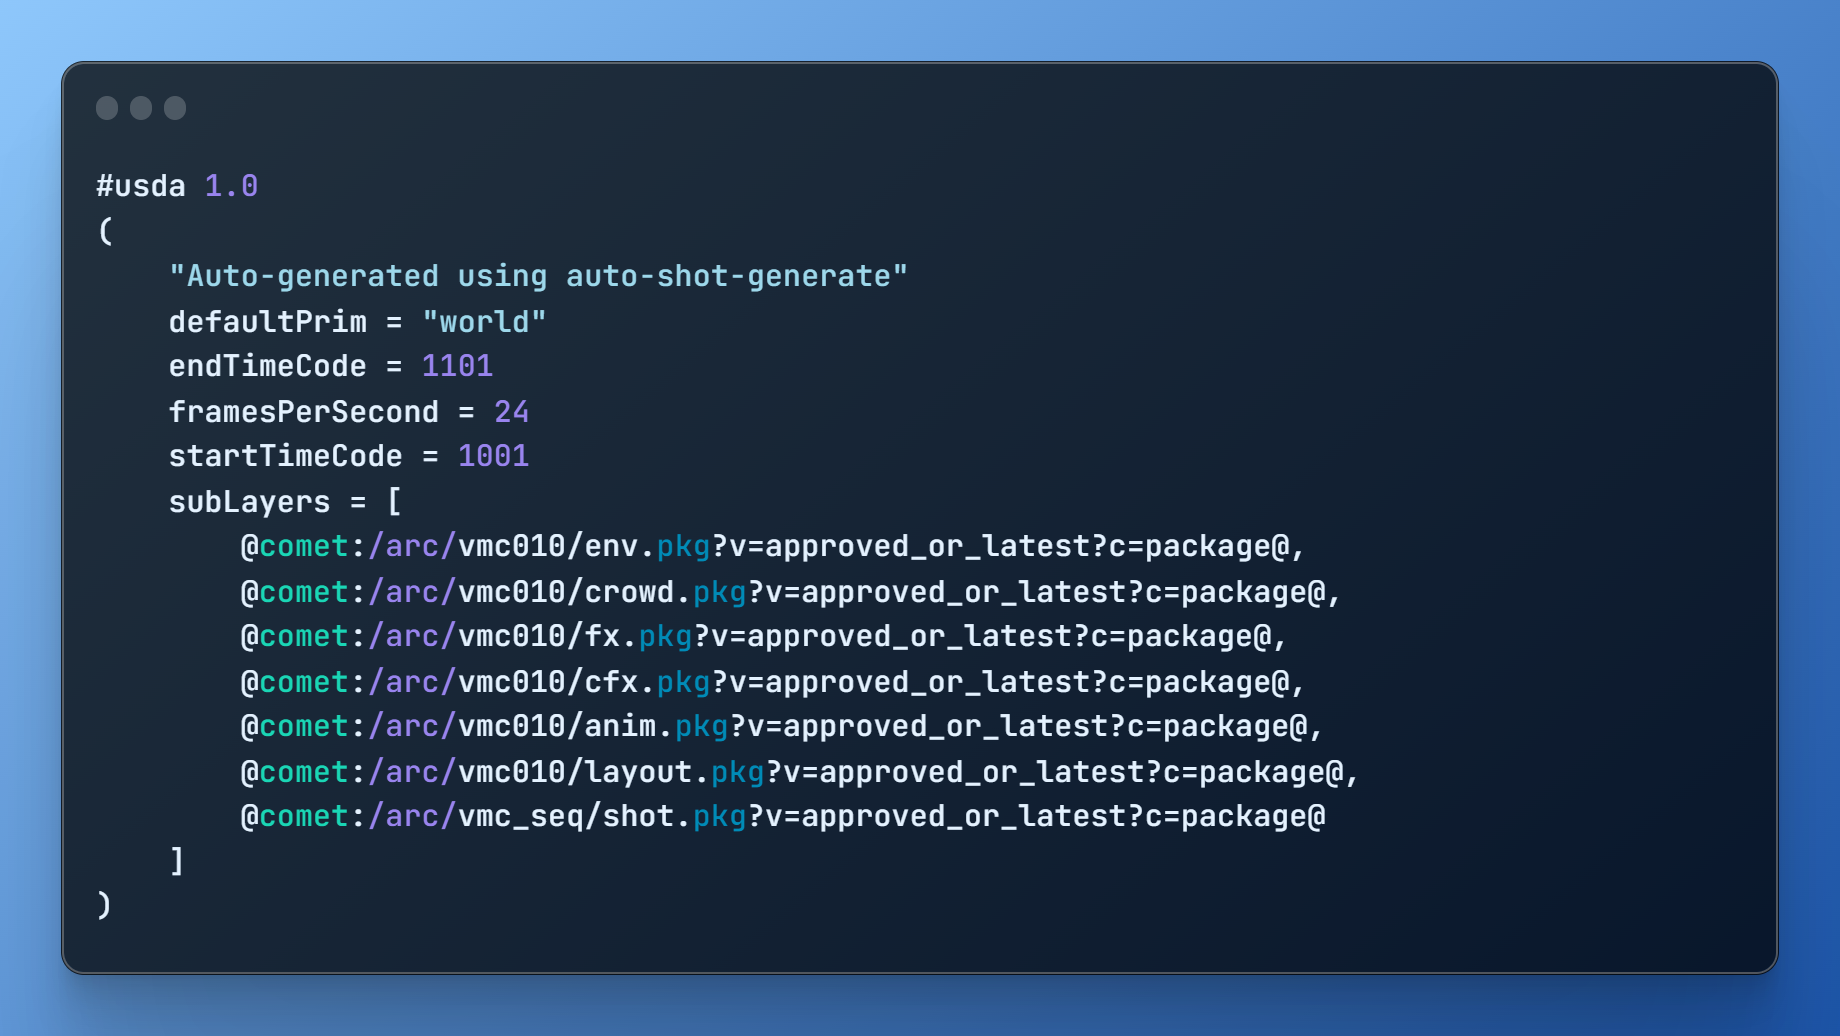 #usda 1.0
(
    "Auto-generated using auto-shot-generate"
    defaultPrim = "world"
    endTimeCode = 1101
    framesPerSecond = 24
    startTimeCode = 1001
    subLayers = [
        @comet:/arc/vmc010/env.pkg?v=approved_or_latest?c=package@,
        @comet:/arc/vmc010/crowd.pkg?v=approved_or_latest?c=package@,
        @comet:/arc/vmc010/fx.pkg?v=approved_or_latest?c=package@,
        @comet:/arc/vmc010/cfx.pkg?v=approved_or_latest?c=package@,
        @comet:/arc/vmc010/anim.pkg?v=approved_or_latest?c=package@,
        @comet:/arc/vmc010/layout.pkg?v=approved_or_latest?c=package@,
        @comet:/arc/vmc_seq/shot.pkg?v=approved_or_latest?c=package@
    ]
)